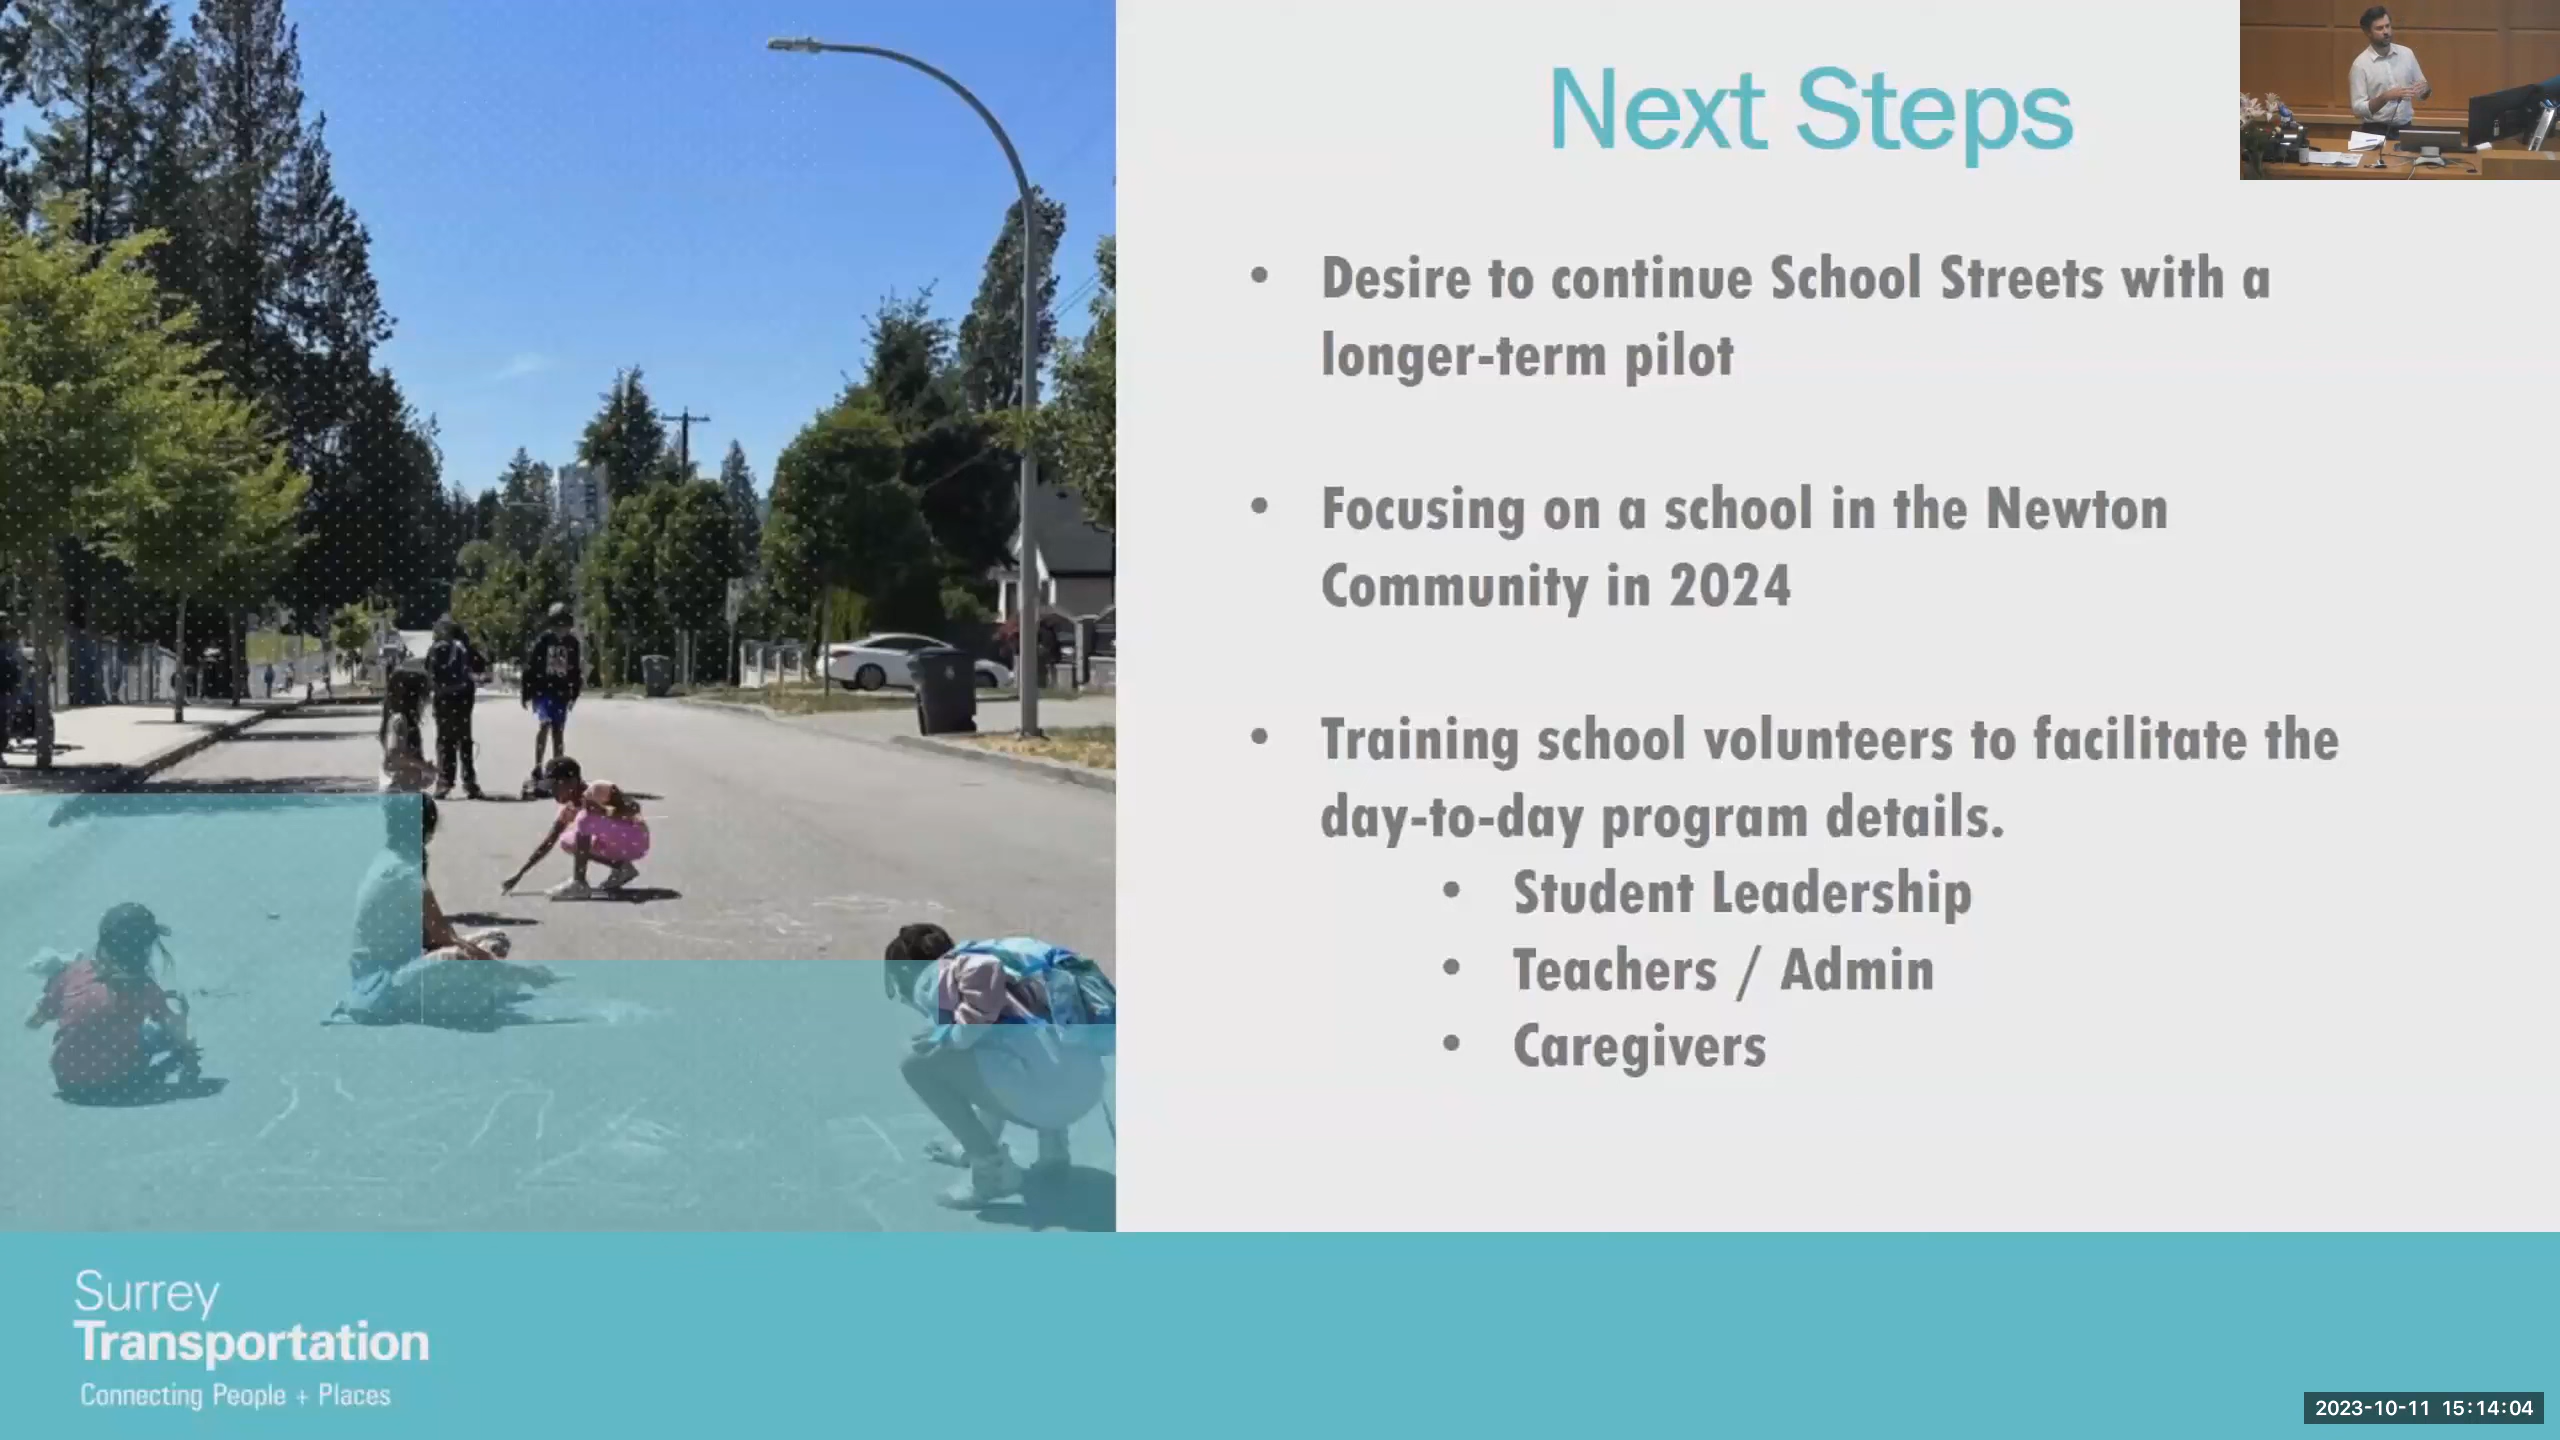 Next Steps
• Desire to continue School Streets with a
longer-term pilot
• Focusing on a school in the Newton
Community in 2024
• Training school volunteers to facilitate the
day-to-day program details.
• Student Leadership
• Teachers / Admin
• Caregivers
Surrey
Transportation
Connecting People + Places
2023-10-11 15:14:04